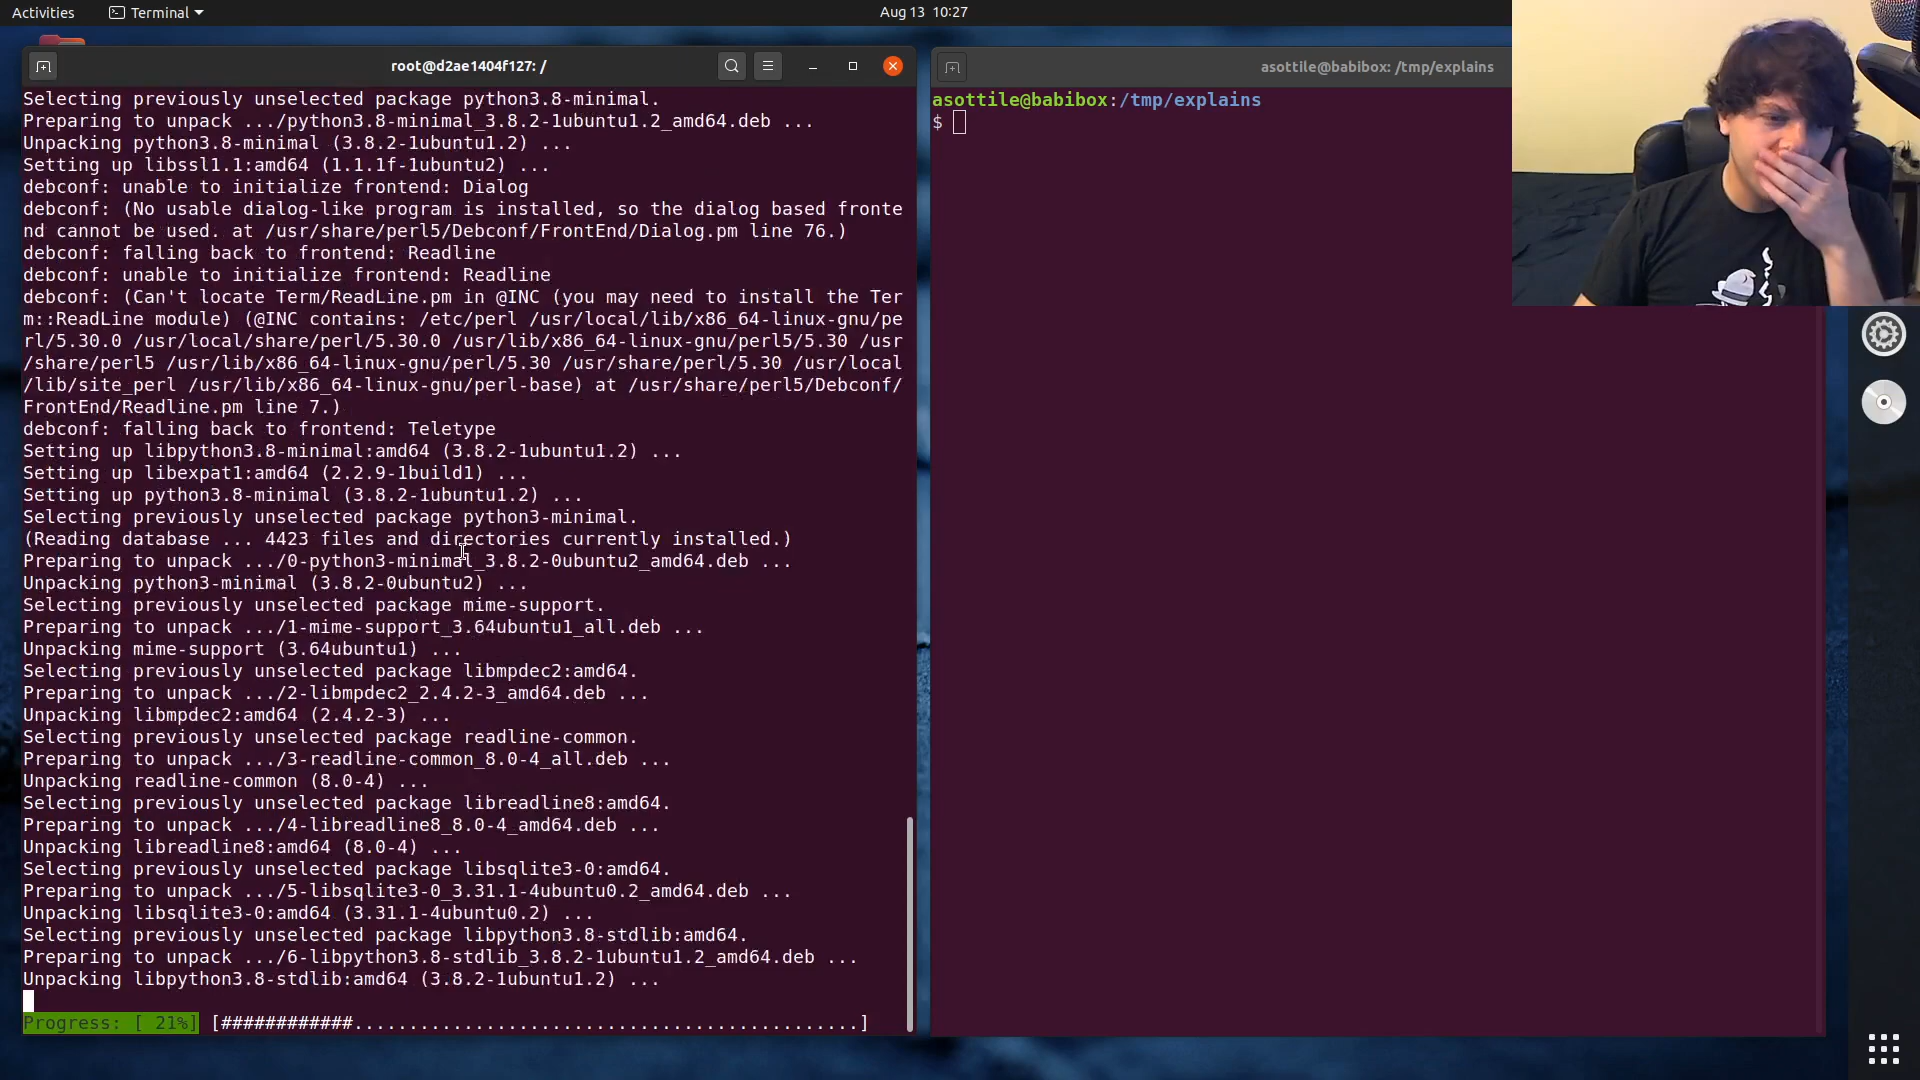 Activities
Terminal
Aug 13 10:27
root@d2ae1404f127: /
Selecting previously unselected package python3.8-minimal.
Preparing to unpack .../python3.8-minimal_3.8.2-1ubuntu1.2_amd64.deb ...
Unpacking python3.8-minimal (3.8.2-1ubuntu1.2) ...
Setting up libssl1.1:amd64 (1.1.1f-1ubuntu2) ...
debconf: unable to initialize frontend: Dialog
debconf: (No usable dialog-like program is installed, so the dialog based fronte
nd cannot be used. at /usr/share/perl5/Debconf/FrontEnd/Dialog.pm line 76.)
debconf: falling back to frontend: Readline
debconf: unable to initialize frontend: Readline
debconf: (Can't locate Term/ReadLine.pm in @INC (you may need to install the Ter
m::ReadLine module) (@INC contains: /etc/perl /usr/local/lib/x86_64-linux-gnu/pe
rl/5.30.0 /usr/local/share/perl/5.30.0 /usr/lib/x86_64-linux-gnu/perl5/5.30 /usr
/share/perl5 /usr/lib/x86_64-linux-gnu/perl/5.30 /usr/share/perl/5.30 /usr/local
/lib/site_perl /usr/lib/x86_64-linux-gnu/perl-base) at /usr/share/perl5/Debconf/
FrontEnd/Readline.pm line 7.)
debconf: falling back to frontend: Teletype
Setting up libpython3.8-minimal:amd64 (3.8.2-1ubuntu1.2) ...
Setting up libexpat1:amd64 (2.2.9-1build1) ...
Setting up python3.8-minimal (3.8.2-1ubuntu1.2) ...
Selecting previously unselected package python3-minimal.
(Reading database ... 4423 files and directories currently installed.)
Preparing to unpack .../0-python3-minimal_3.8.2-0ubuntu2_amd64.deb ...
Unpacking python3-minimal (3.8.2-0ubuntu2) ...
Selecting previously unselected package mime-support.
Preparing to unpack .../1-mime-support_3.64ubuntu1_all.deb ...
Unpacking mime-support (3.64ubuntu1) ...
Selecting previously unselected package libmpdec2:amd64.
Preparing to unpack .../2-libmpdec2_2.4.2-3_amd64.deb ...
Unpacking libmpdec2:amd64 (2.4.2-3) ...
Selecting previously unselected package readline-common.
Preparing to unpack .../3-readline-common_8.0-4_all.deb ...
Unpacking readline-common (8.0-4) ...
Selecting previously unselected package libreadline8:amd64.
Preparing to unpack .../4-libreadline8_8.0-4_amd64.deb ...
Unpacking libreadline8:amd64 (8.0-4) ...
Selecting previously unselected package libsqlite3-0:amd64.
Preparing to unpack .../5-libsqlite3-0_3.31.1-4ubuntu0.2_amd64.deb ...
Unpacking libsqlite3-0:amd64 (3.31.1-4ubuntu0.2) ...
Selecting previously unselected package libpython3.8-stdlib:amd64.
Preparing to unpack .../6-libpython3.8-stdlib_3.8.2-1ubuntu1.2_amd64.deb ...
Unpacking libpython3.8-stdlib:amd64 (3.8.2-1ubuntu1.2) ...
Progress: [ 21%] [############..............................................]
asottile@babibox: /tmp/explains
asottile@babibox:/tmp/explains
$